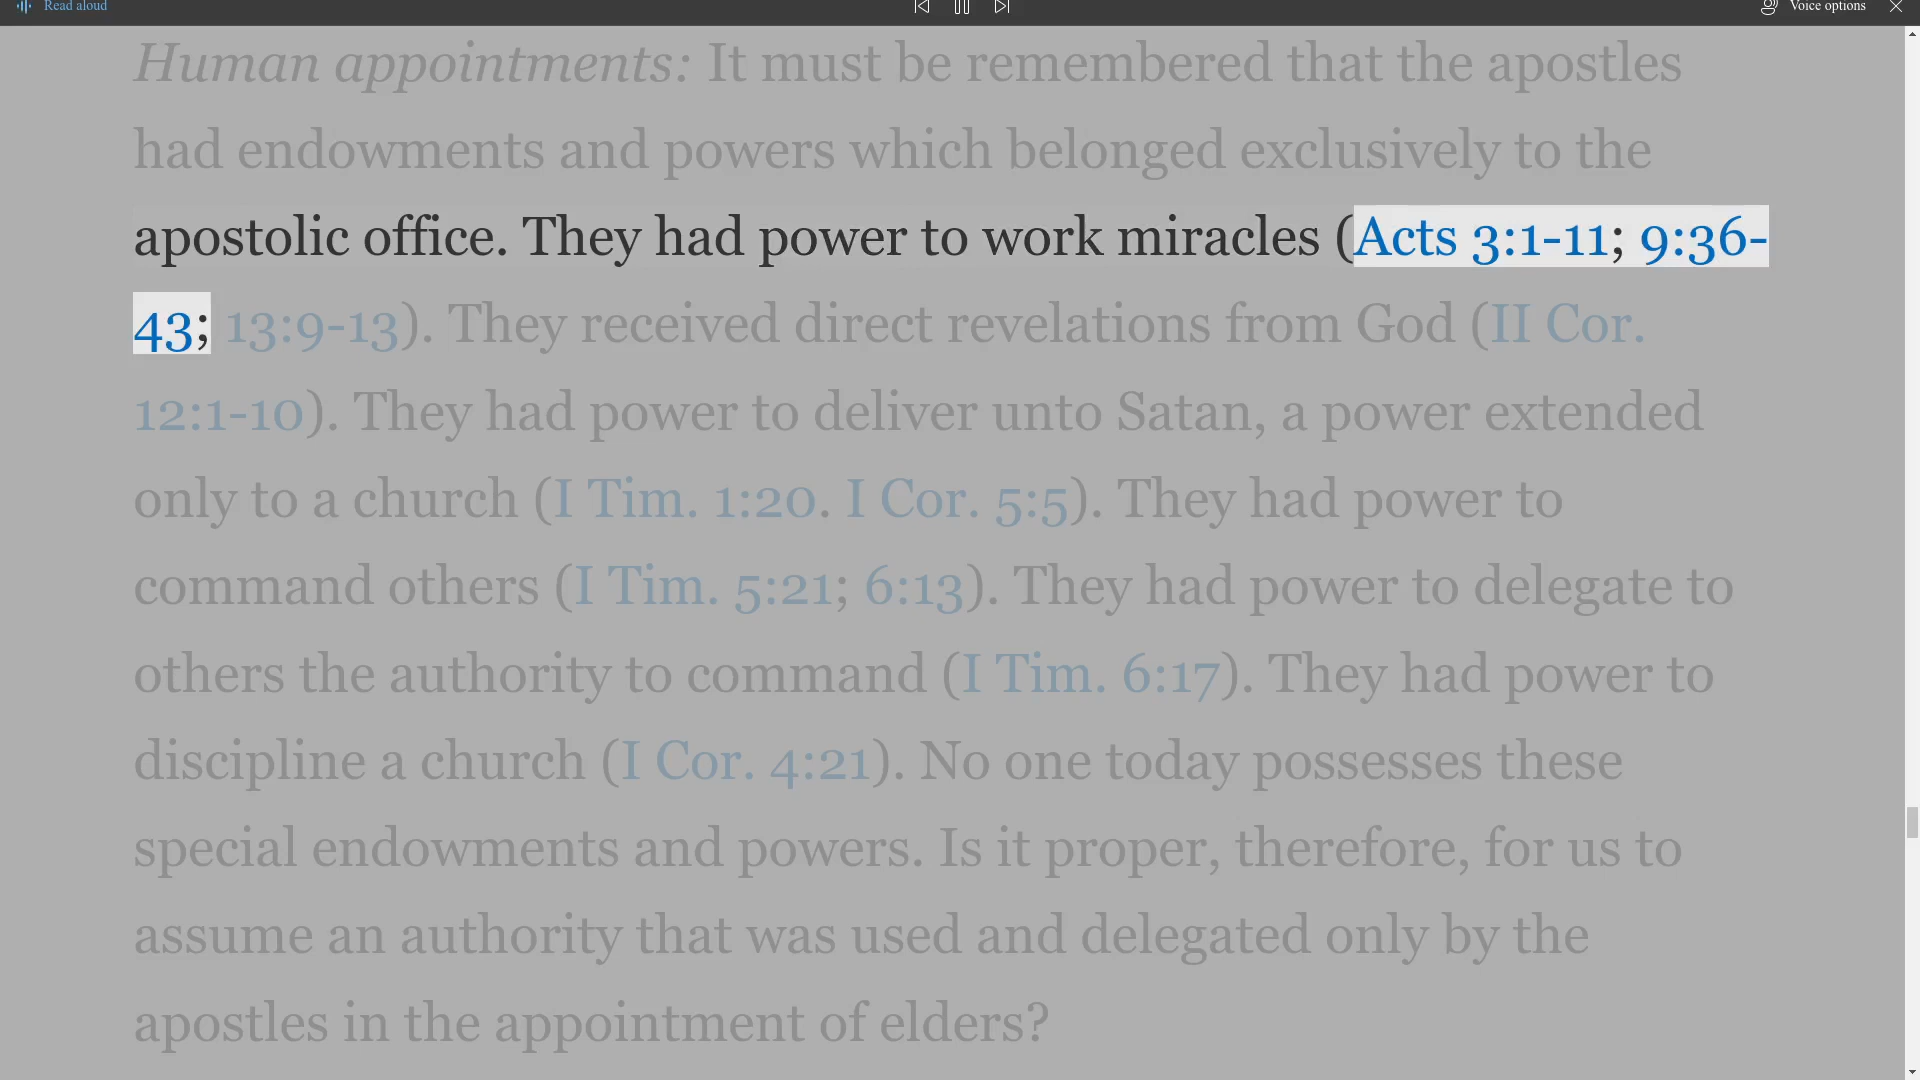 Read aloud
Voice options
Human appointments: It must be remembered that the apostles
had endowments and powers which belonged exclusively to the
apostolic office. They had power to work miracles (Acts 3:1-11; 9:36-
43; 13:9-13). They received direct revelations from God (II Cor.
12:1-10). They had power to deliver unto Satan, a power extended
only to a church (I Tim. 1:20. I Cor. 5:5). They had power to
command others (I Tim. 5:21; 6:13). They had power to delegate to
others the authority to command (I Tim. 6:17). They had power to
discipline a church (I Cor. 4:21). No one today possesses these
special endowments and powers. Is it proper, therefore, for us to
assume an authority that was used and delegated only by the
apostles in the appointment of elders?